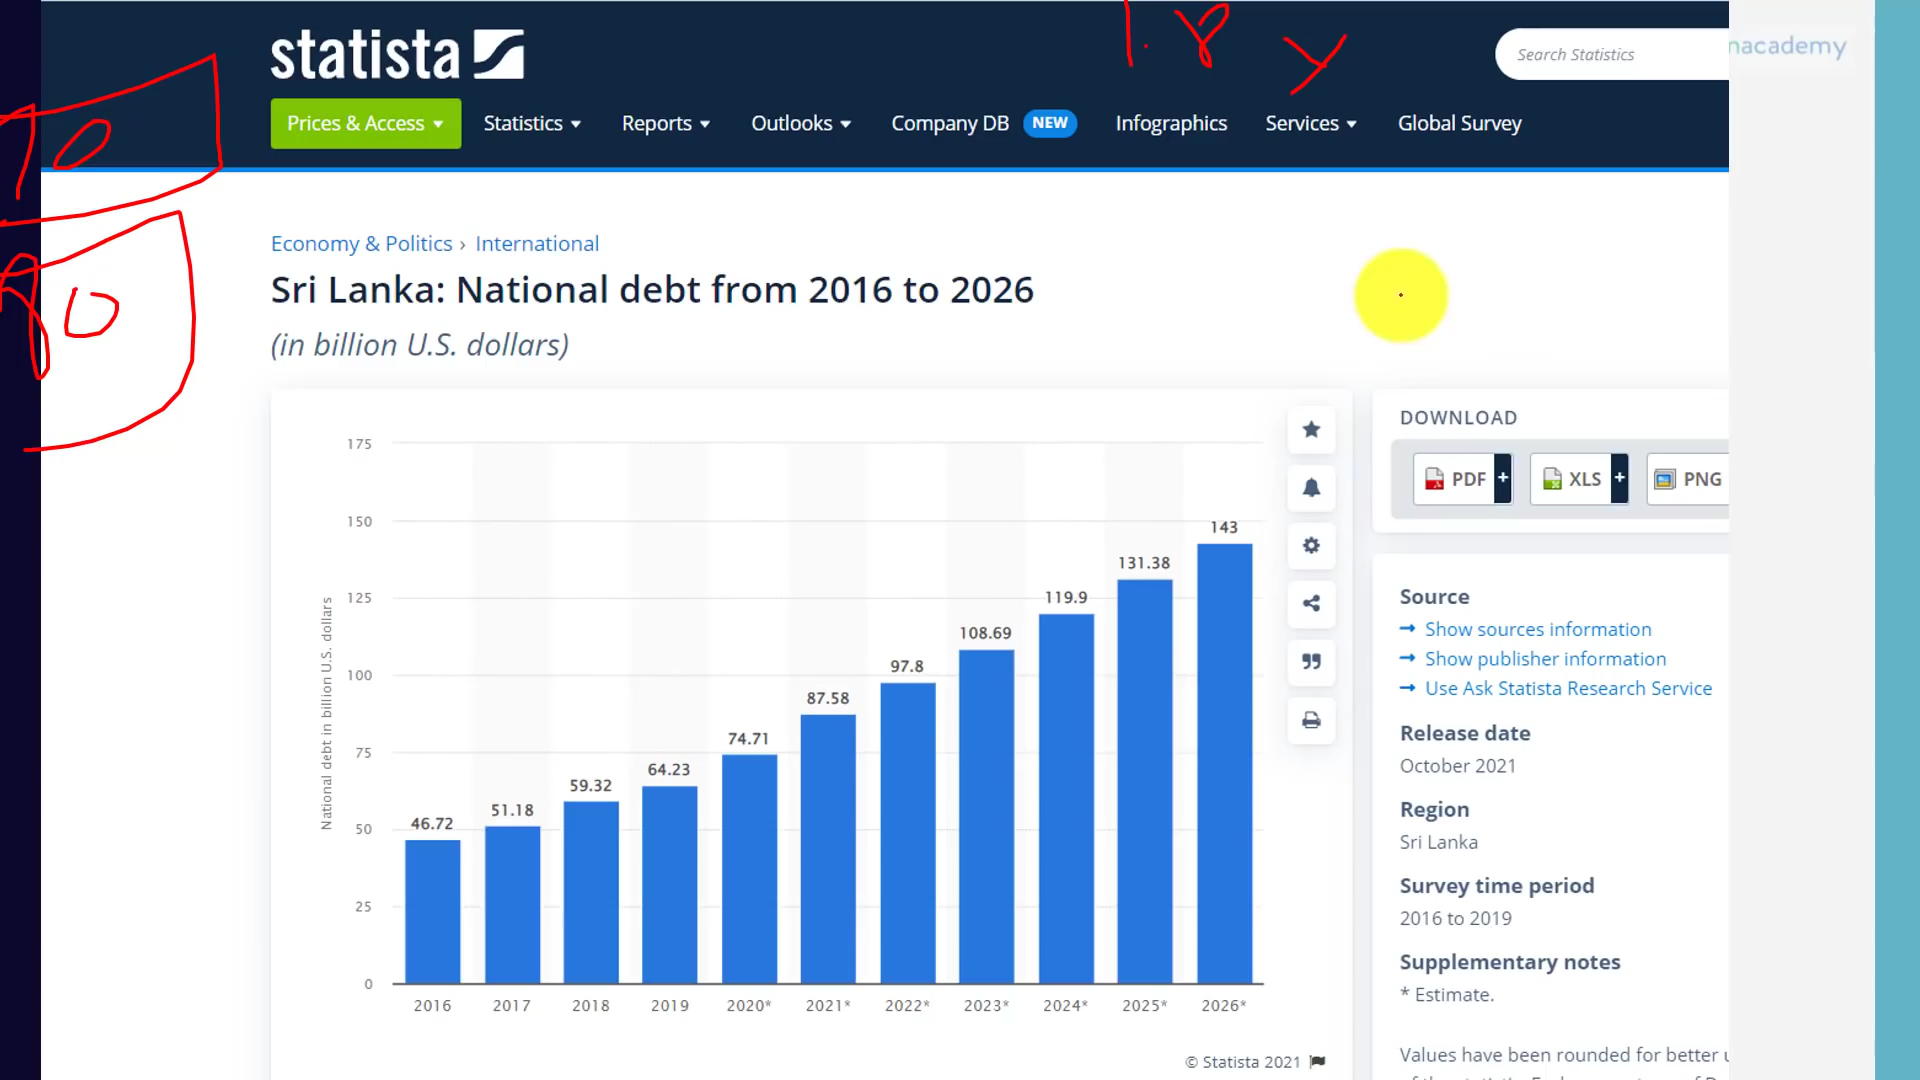 statista
1.8 y
Search Statistics
nacademy
Prices & Access
Statistics
Reports
Outlooks
Company DB NEW
Infographics
Services
Global Survey
70
Economy & Politics › International
Sri Lanka: National debt from 2016 to 2026
(in billion U.S. dollars)
80
National debt in billion U.S. dollars
175
150
125
100
75
50
25
0
46.72
51.18
59.32
64.23
74.71
87.58
97.8
108.69
119.9
131.38
143
2016 2017 2018 2019 2020* 2021* 2022* 2023* 2024* 2025* 2026*
© Statista 2021
DOWNLOAD
PDF + XLS + PNG
Source
→ Show sources information
→ Show publisher information
→ Use Ask Statista Research Service
Release date
October 2021
Region
Sri Lanka
Survey time period
2016 to 2019
Supplementary notes
* Estimate.
Values have been rounded for better